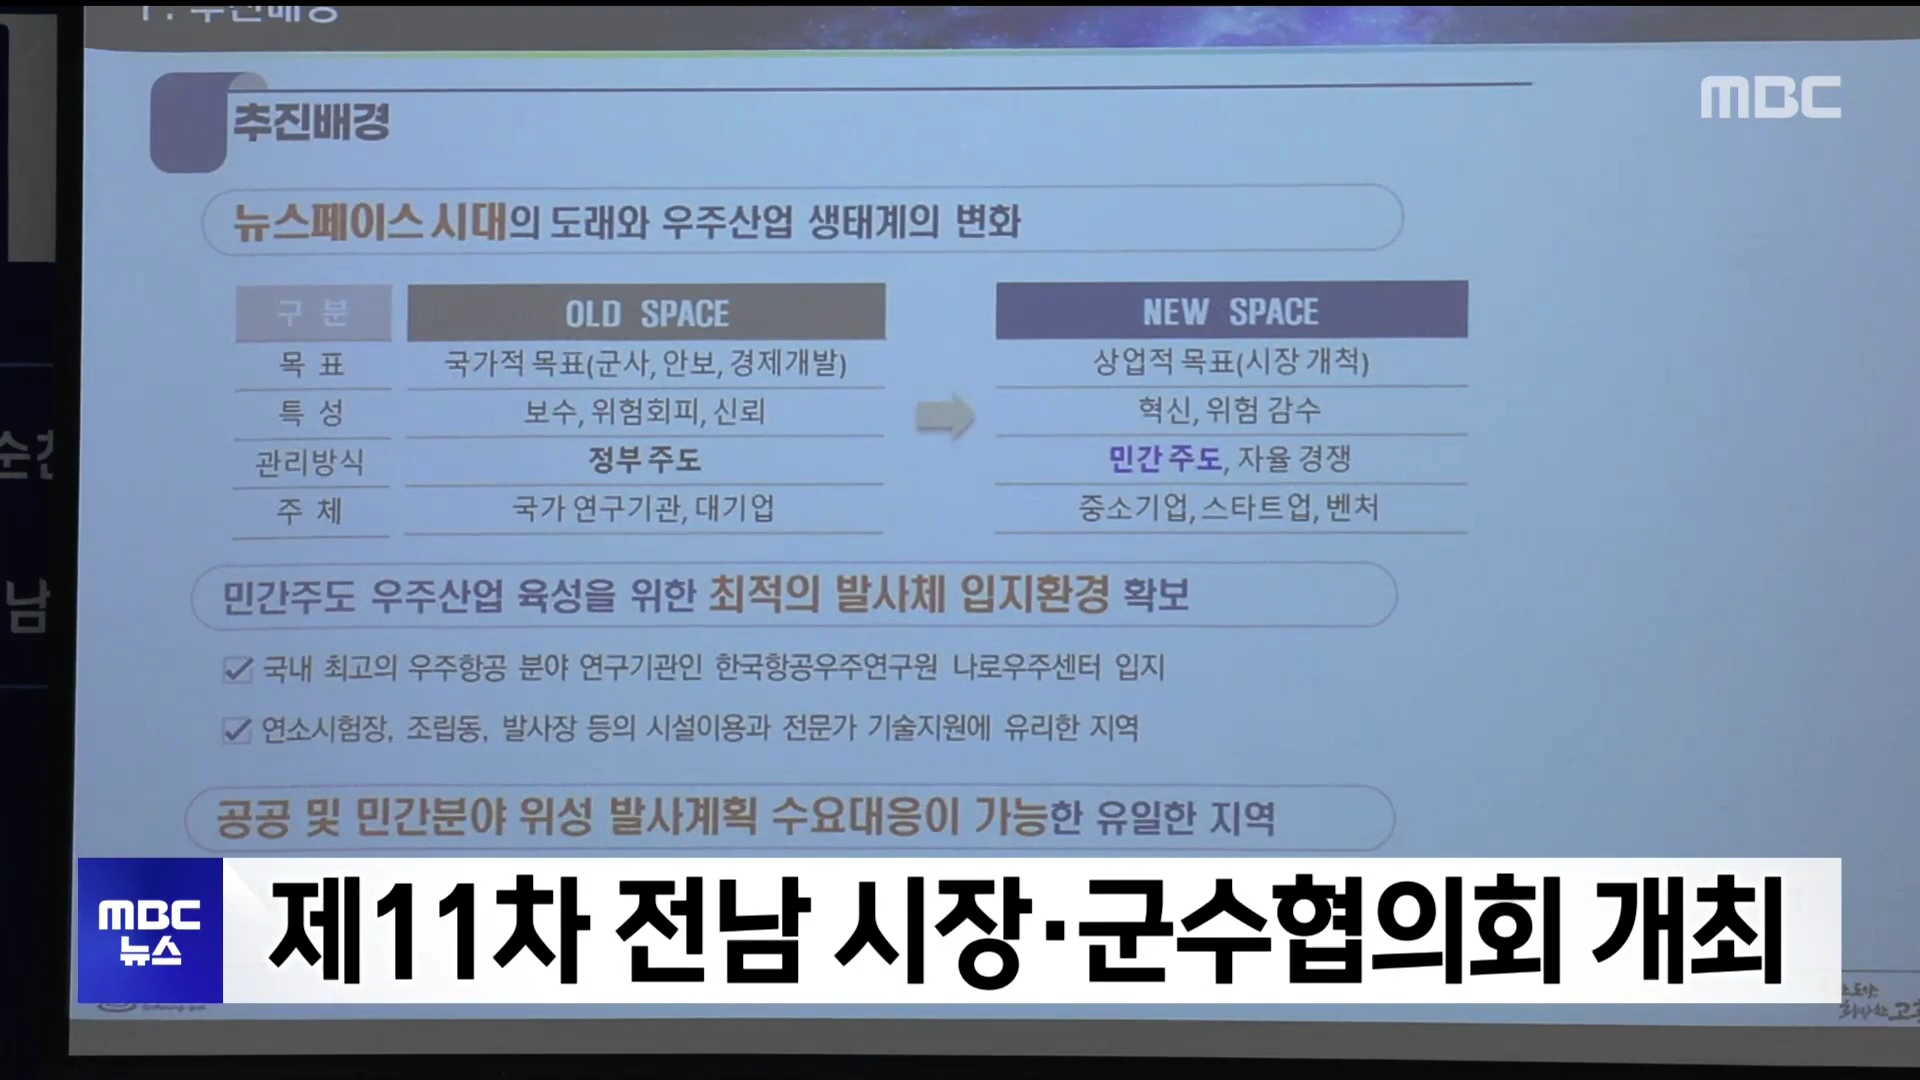 추진배경
MBC
뉴스페이스 시대의 도래와 우주산업 생태계의 변화
구 분 OLD SPACE NEW SPACE
목 표 국가적 목표(군사, 안보, 경제개발) 상업적 목표(시장 개척)
특 성 보수, 위험회피, 신뢰 혁신, 위험 감수
관리방식 정부 주도 민간 주도, 자율 경쟁
주 체 국가 연구기관, 대기업 중소기업, 스타트업, 벤처
민간주도 우주산업 육성을 위한 최적의 발사체 입지환경 확보
국내 최고의 우주항공 분야 연구기관인 한국항공우주연구원 나로우주센터 입지
연소시험장, 조립동, 발사장 등의 시설이용과 전문가 기술지원에 유리한 지역
공공 및 민간분야 위성 발사계획 수요대응이 가능한 유일한 지역
MBC
뉴스
제11차 전남 시장·군수협의회 개최
남